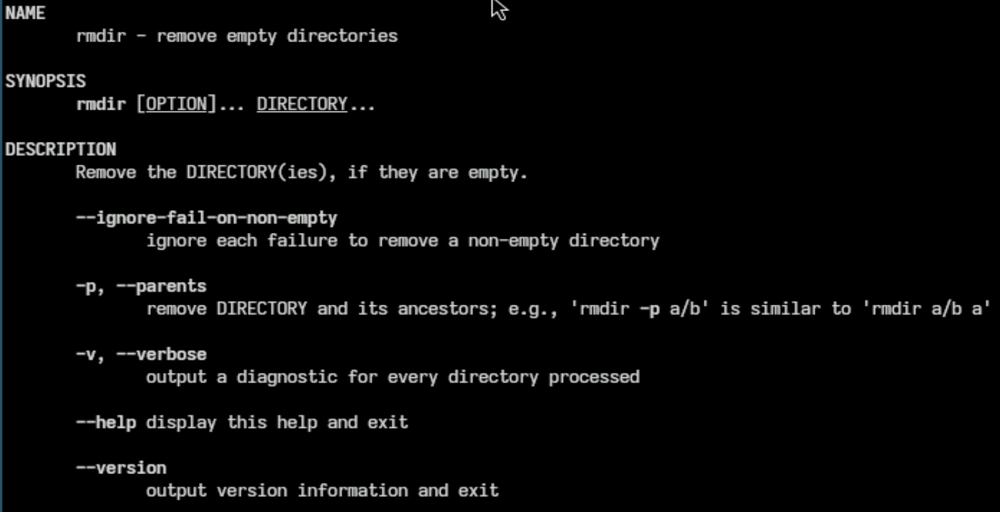 NAME
rmdir - remove empty directories
SYNOPSIS
rmdir [OPTION]... DIRECTORY...
DESCRIPTION
Remove the DIRECTORY(ies), if they are empty.
--ignore-fail-on-non-empty
ignore each failure to remove a non-empty directory
-p, --parents
remove DIRECTORY and its ancestors; e.g., 'rmdir -p a/b' is similar to 'rmdir a/b a'
-v, --verbose
output a diagnostic for every directory processed
--help display this help and exit
--version
output version information and exit